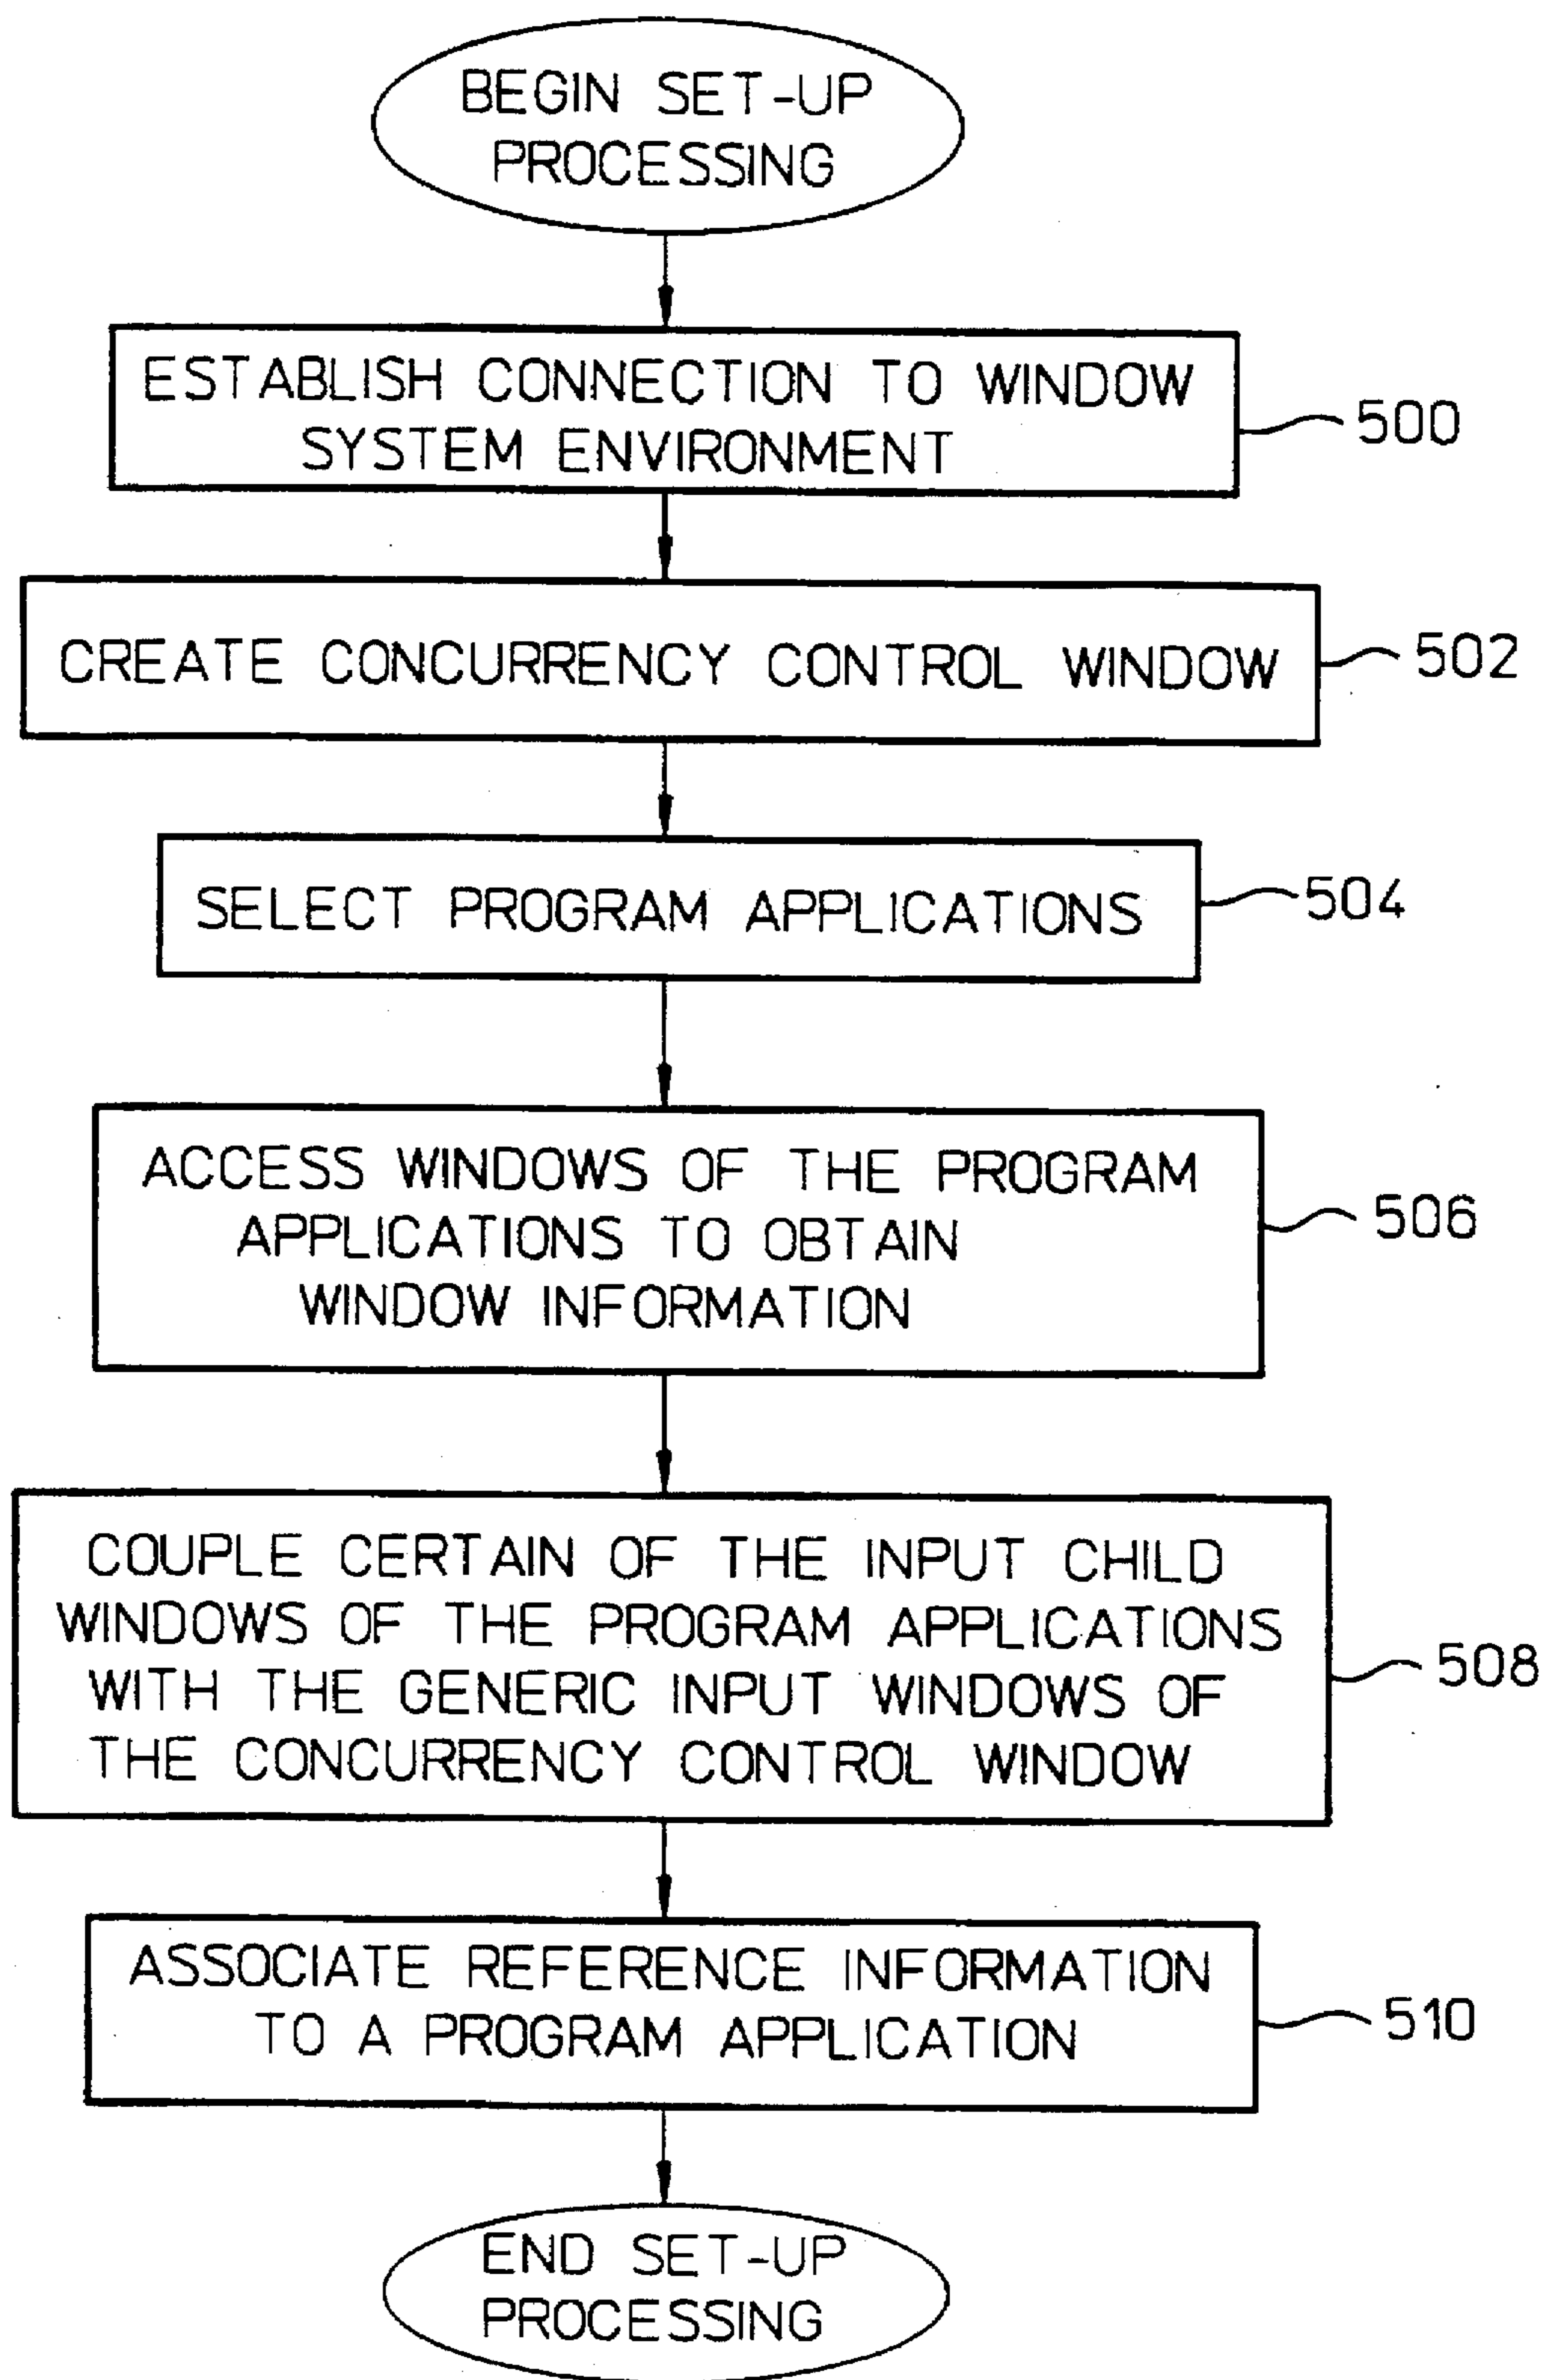 BEGIN SET-UP
PROCESSING
ESTABLISH CONNECTION TO WINDOW
SYSTEM ENVIRONMENT
500
CREATE CONCURRENCY CONTROL WINDOW
502
SELECT PROGRAM APPLICATIONS
504
ACCESS WINDOWS OF THE PROGRAM
APPLICATIONS TO OBTAIN
WINDOW INFORMATION
506
COUPLE CERTAIN OF THE INPUT CHILD
WINDOWS OF THE PROGRAM APPLICATIONS
WITH THE GENERIC INPUT WINDOWS OF
THE CONCURRENCY CONTROL WINDOW
508
ASSOCIATE REFERENCE INFORMATION
TO A PROGRAM APPLICATION
510
END SET-UP
PROCESSING